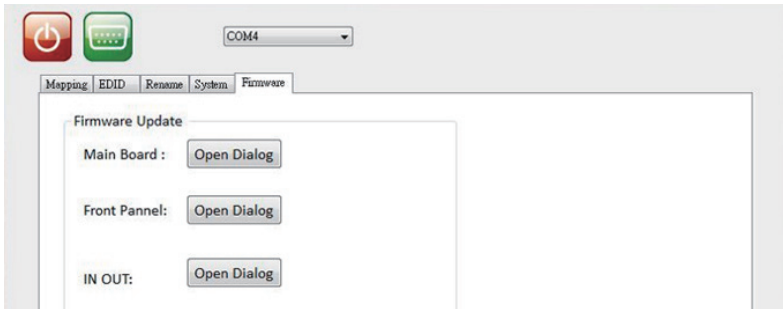 COM4
Mapping EDID Rename System Firmware
Firmware Update
Main Board : Open Dialog
Front Pannel: Open Dialog
IN OUT: Open Dialog